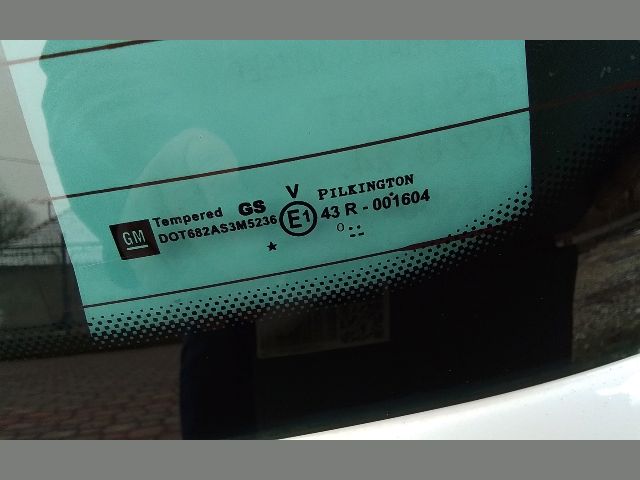 GM
Tempered GS V PILKINGTON
DOT682AS3M5236 E1 43 R - 001604